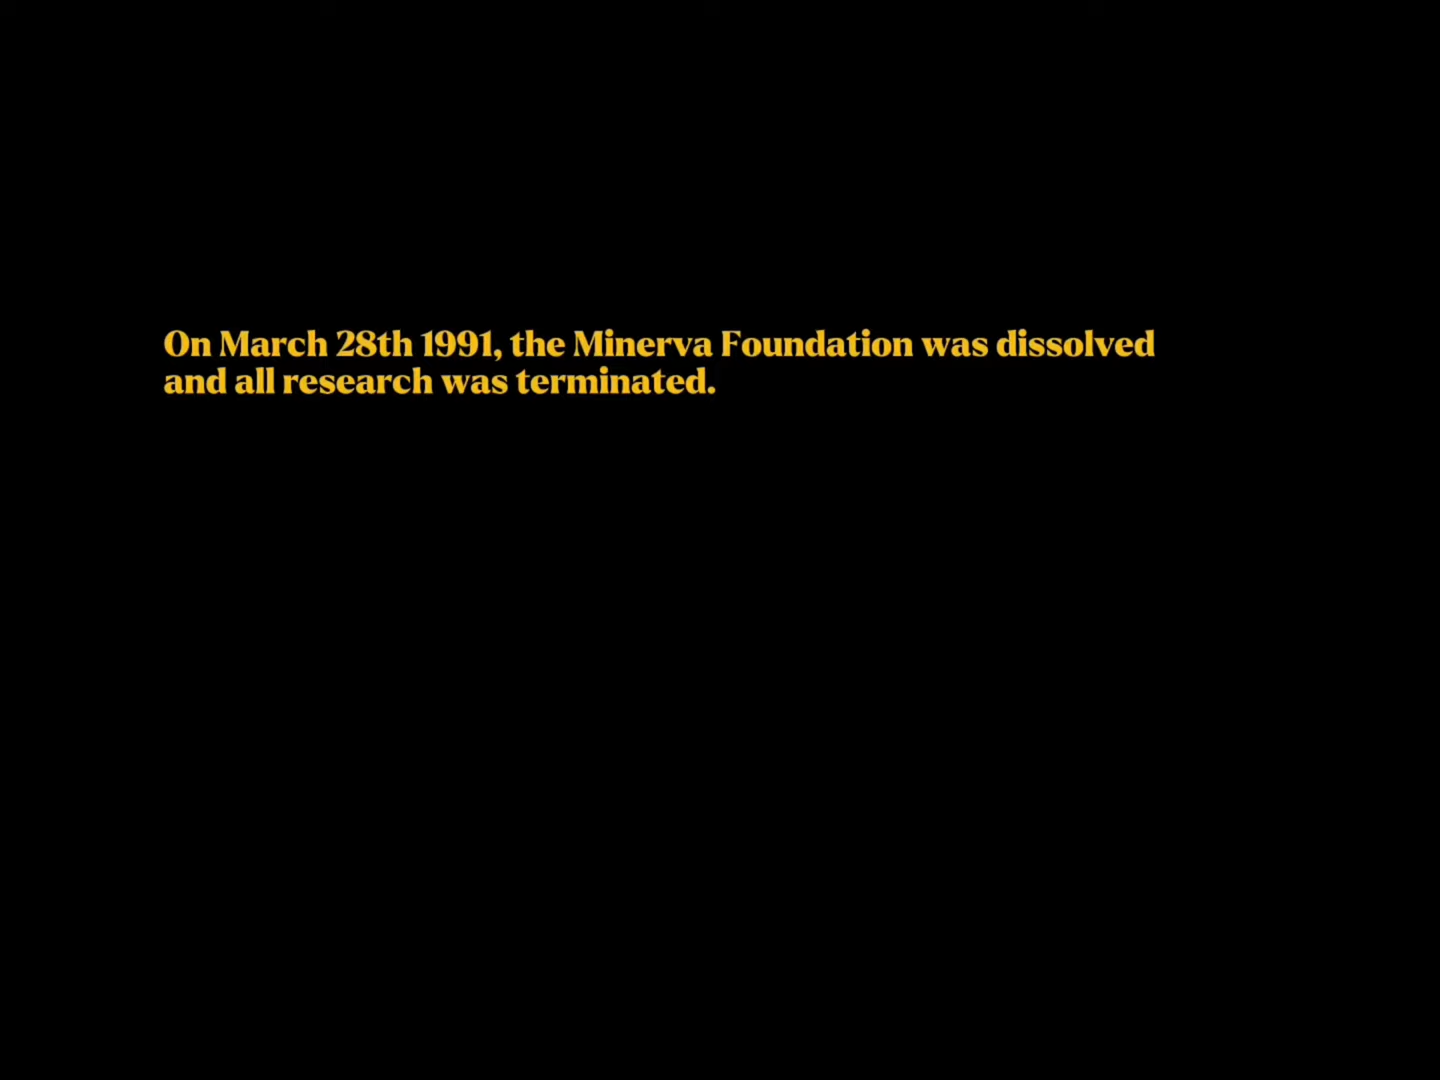 On March 28th 1991, the Minerva Foundation was dissolved
and all research was terminated.